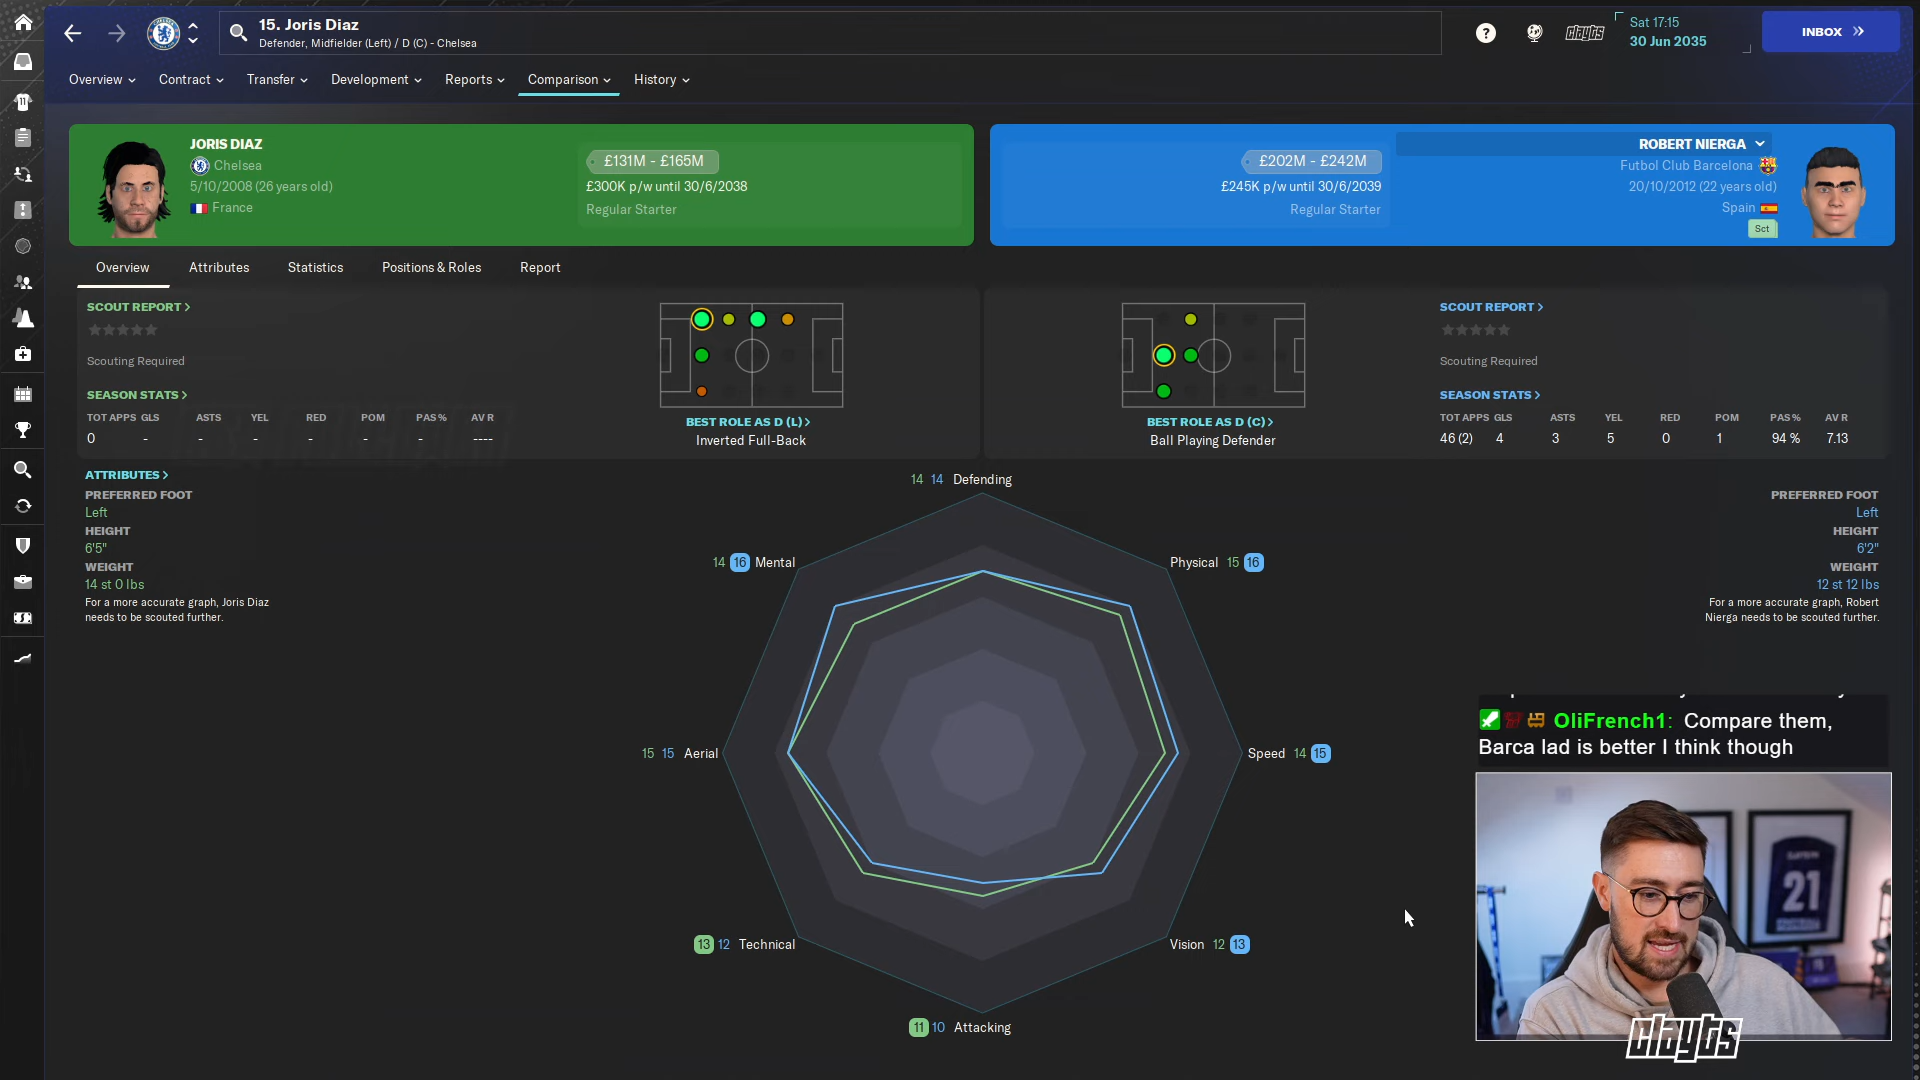 15. Joris Diaz
Defender, Midfielder (Left) / D (C) - Chelsea
clayts
Sat 17:15
30 Jun 2035
INBOX
Overview
Contract
Transfer
Development
Reports
Comparison
History
JORIS DIAZ
Chelsea
5/10/2008 (26 years old)
France
£131M - £165M
£300K p/w until 30/6/2038
Regular Starter
£202M - £242M
£245K p/w until 30/6/2039
Regular Starter
ROBERT NIERGA
Futbol Club Barcelona
20/10/2012 (22 years old)
Spain
Sct
Overview
Attributes
Statistics
Positions & Roles
Report
SCOUT REPORT
Scouting Required
SEASON STATS
TOT APPS GLS ASTS YEL RED POM PAS % AV R
0 - - - - - - ----
BEST ROLE AS D (L)
Inverted Full-Back
BEST ROLE AS D (C)
Ball Playing Defender
SCOUT REPORT
Scouting Required
SEASON STATS
TOT APPS GLS ASTS YEL RED POM PAS % AV R
46 (2) 4 3 5 0 1 94 % 7.13
ATTRIBUTES
PREFERRED FOOT
Left
HEIGHT
6'5"
WEIGHT
14 st 0 lbs
For a more accurate graph, Joris Diaz
needs to be scouted further.
14 14 Defending
14 16 Mental
Physical 15 16
15 15 Aerial
Speed 14 15
13 12 Technical
Vision 12 13
11 10 Attacking
PREFERRED FOOT
Left
HEIGHT
6'2"
WEIGHT
12 st 12 lbs
For a more accurate graph, Robert
Nierga needs to be scouted further.
OliFrench1: Compare them,
Barca lad is better I think though
21
clayts